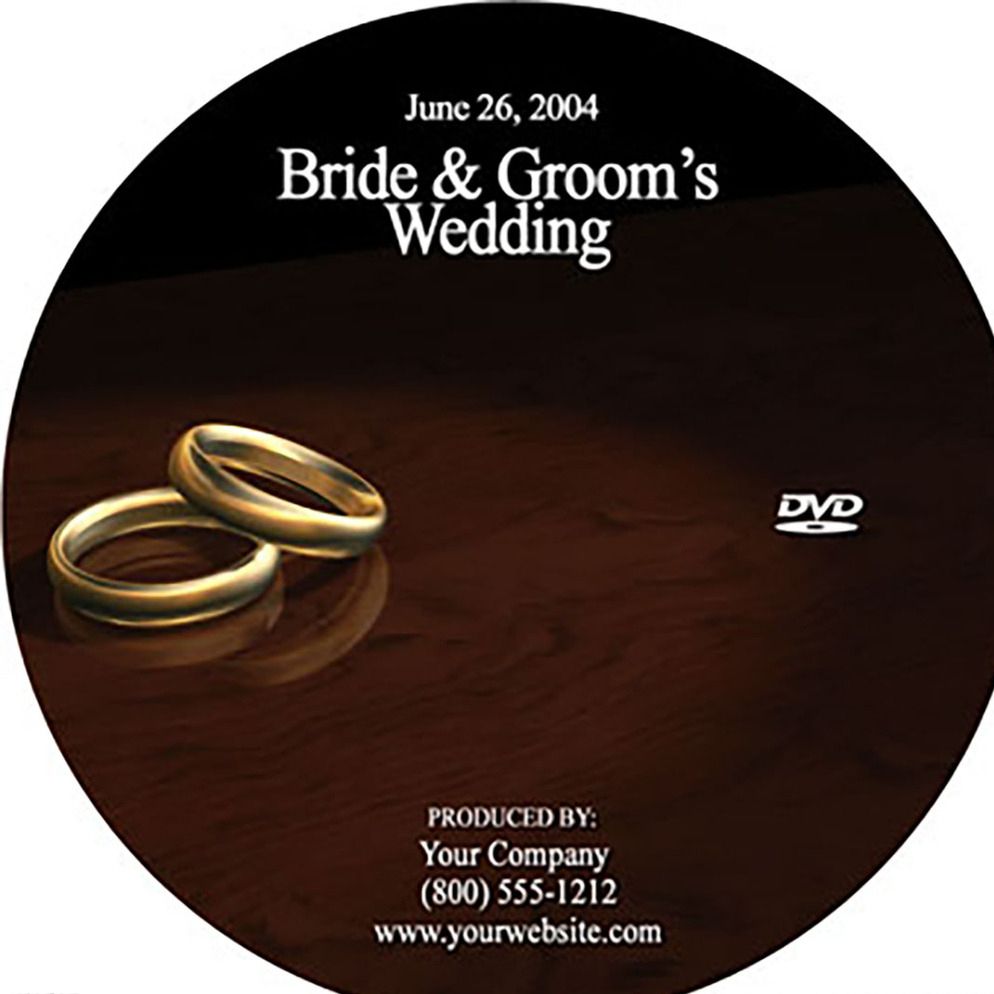 June 26, 2004
Bride & Groom's
Wedding
DVD
PRODUCED BY:
Your Company
(800) 555-1212
www.yourwebsite.com